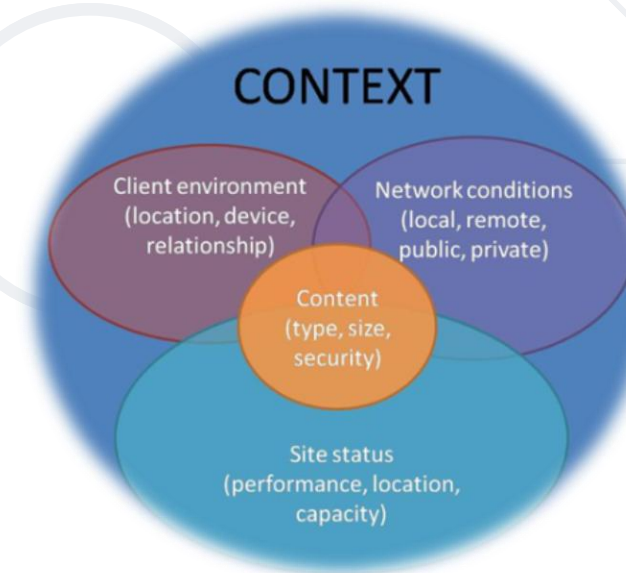 CONTEXT
Client environment
(location, device,
relationship)
Network conditions
(local, remote,
public, private)
Content
(type, size,
security)
Site status
(performance, location,
capacity)